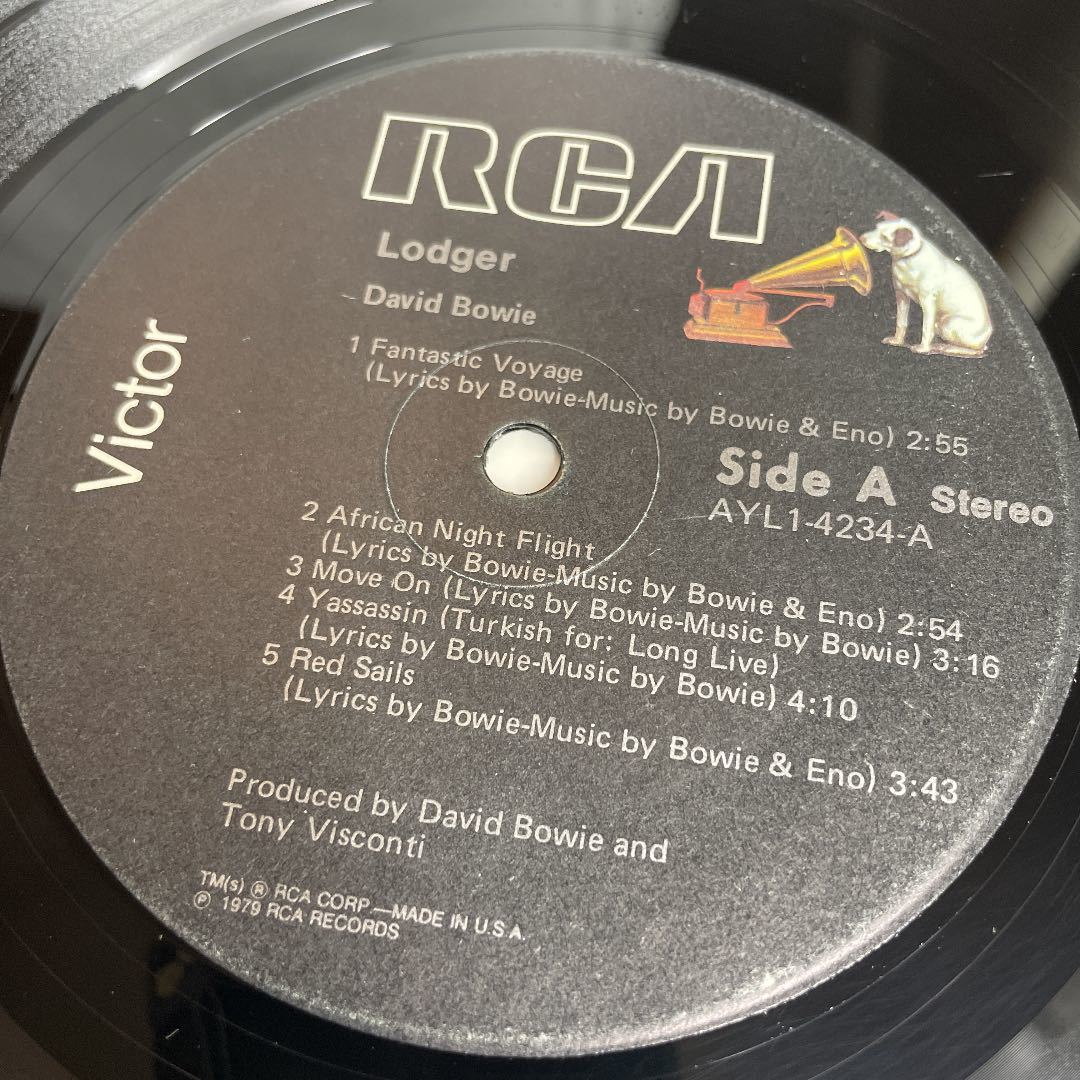 RCA
Lodger
David Bowie
Victor
1 Fantastic Voyage
(Lyrics by Bowie-Music by Bowie & Eno) 2:55
Side A Stereo
AYL1-4234-A
2 African Night Flight
(Lyrics by Bowie-Music by Bowie & Eno) 2:54
3 Move On (Lyrics by Bowie-Music by Bowie) 3:16
4 Yassassin (Turkish for: Long Live)
(Lyrics by Bowie-Music by Bowie) 4:10
5 Red Sails
(Lyrics by Bowie-Music by Bowie & Eno) 3:43
Produced by David Bowie and
Tony Visconti
TM(s) ® RCA CORP.—MADE IN U.S.A.
℗ 1979 RCA RECORDS